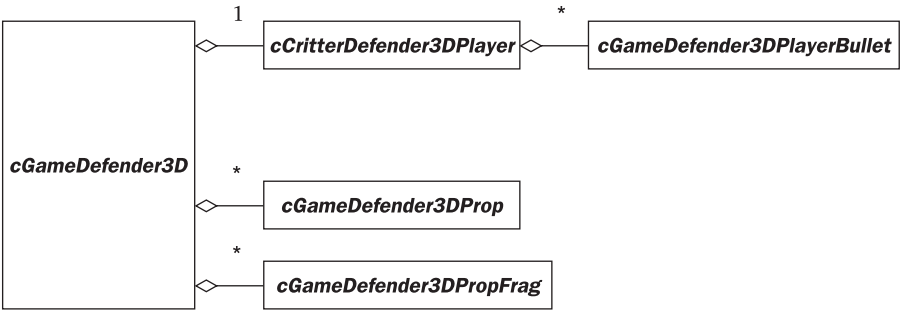 1
*
cCritterDefender3DPlayer
cGameDefender3DPlayerBullet
cGameDefender3D
*
cGameDefender3DProp
*
cGameDefender3DPropFrag